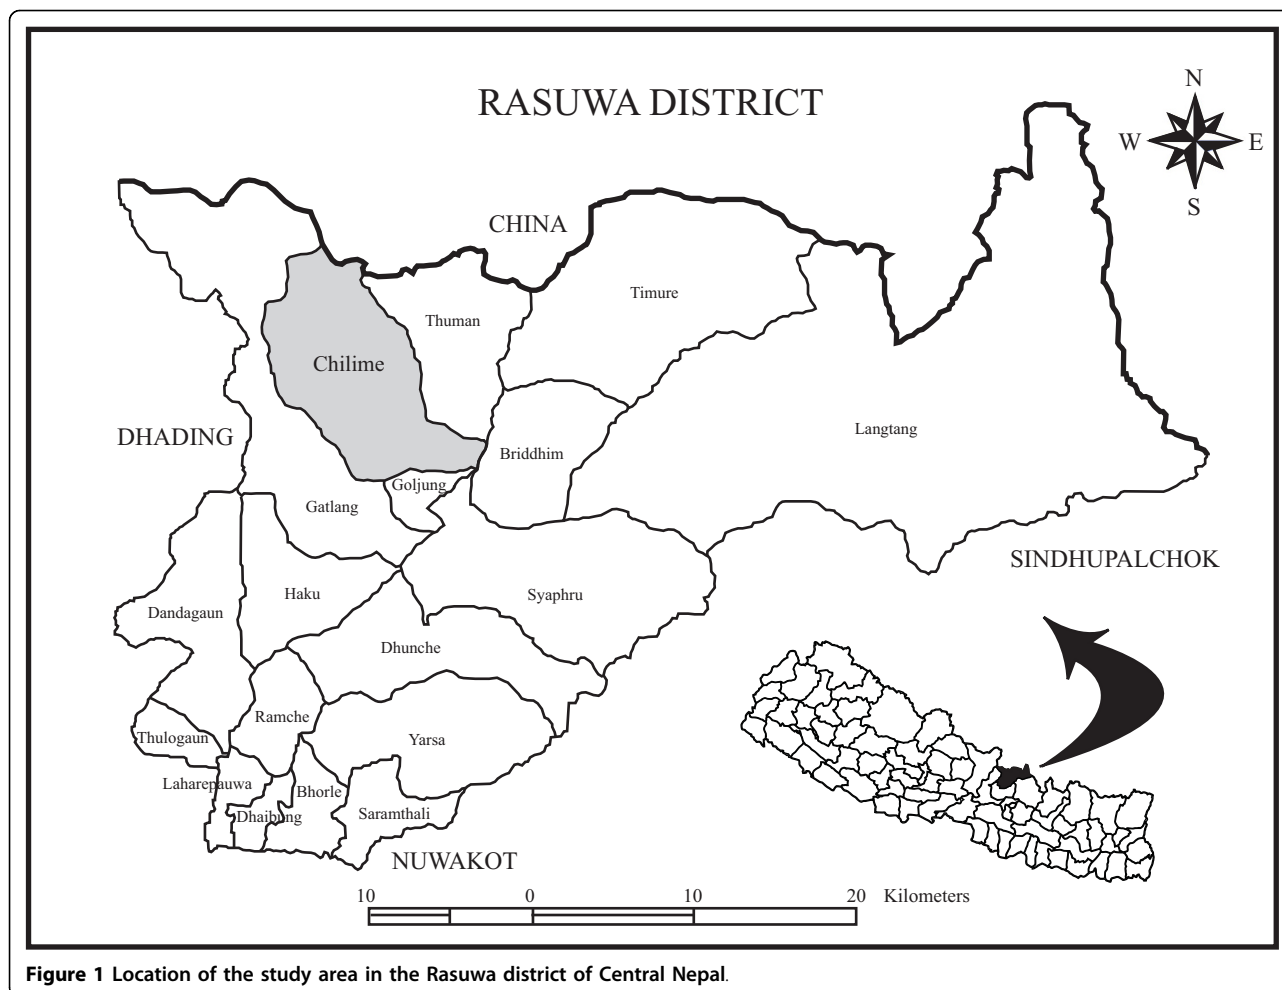 RASUWA DISTRICT
N
W
E
S
CHINA
Timure
Thuman
Chilime
DHADING
Langtang
Briddhim
Goljung
Gatlang
SINDHUPALCHOK
Haku
Syaphru
Dandagaun
Dhunche
Ramche
Thulogaun
Yarsa
Laharepauwa
Bhorle
Dhaibung
Saramthali
NUWAKOT
10 0 10 20 Kilometers
Figure 1 Location of the study area in the Rasuwa district of Central Nepal.